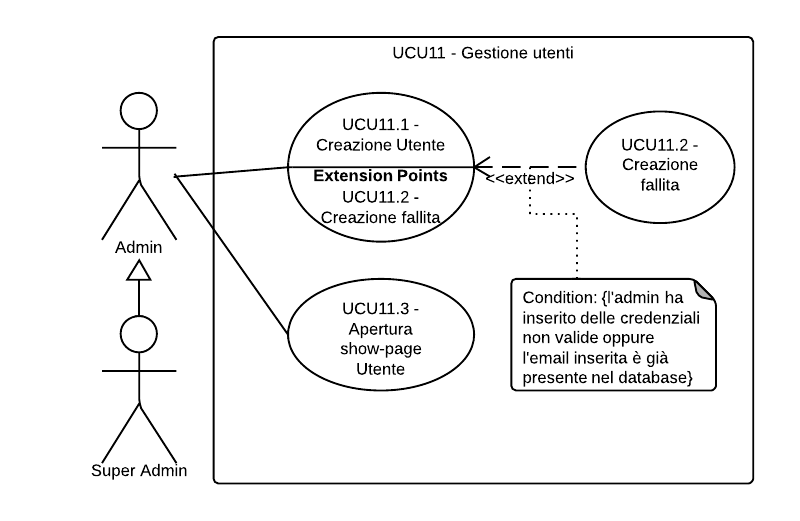 UCU11 - Gestione utenti
UCU11.1 -
Creazione Utente
Extension Points
UCU11.2 -
Creazione fallita
<<extend>>
UCU11.2 -
Creazione
fallita
Admin
UCU11.3 -
Apertura
show-page
Utente
Condition: {l'admin ha
inserito delle credenziali
non valide oppure
l'email inserita è già
presente nel database}
Super Admin